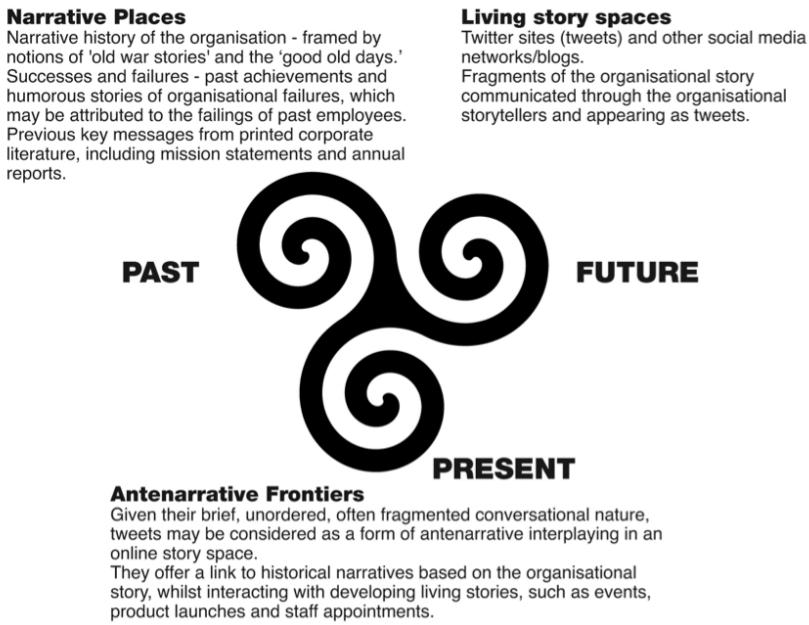 Narrative Places
Narrative history of the organisation - framed by
notions of 'old war stories' and the ‘good old days.’
Successes and failures - past achievements and
humorous stories of organisational failures, which
may be attributed to the failings of past employees.
Previous key messages from printed corporate
literature, including mission statements and annual
reports.
Living story spaces
Twitter sites (tweets) and other social media
networks/blogs.
Fragments of the organisational story
communicated through the organisational
storytellers and appearing as tweets.
PAST
FUTURE
PRESENT
Antenarrative Frontiers
Given their brief, unordered, often fragmented conversational nature,
tweets may be considered as a form of antenarrative interplaying in an
online story space.
They offer a link to historical narratives based on the organisational
story, whilst interacting with developing living stories, such as events,
product launches and staff appointments.